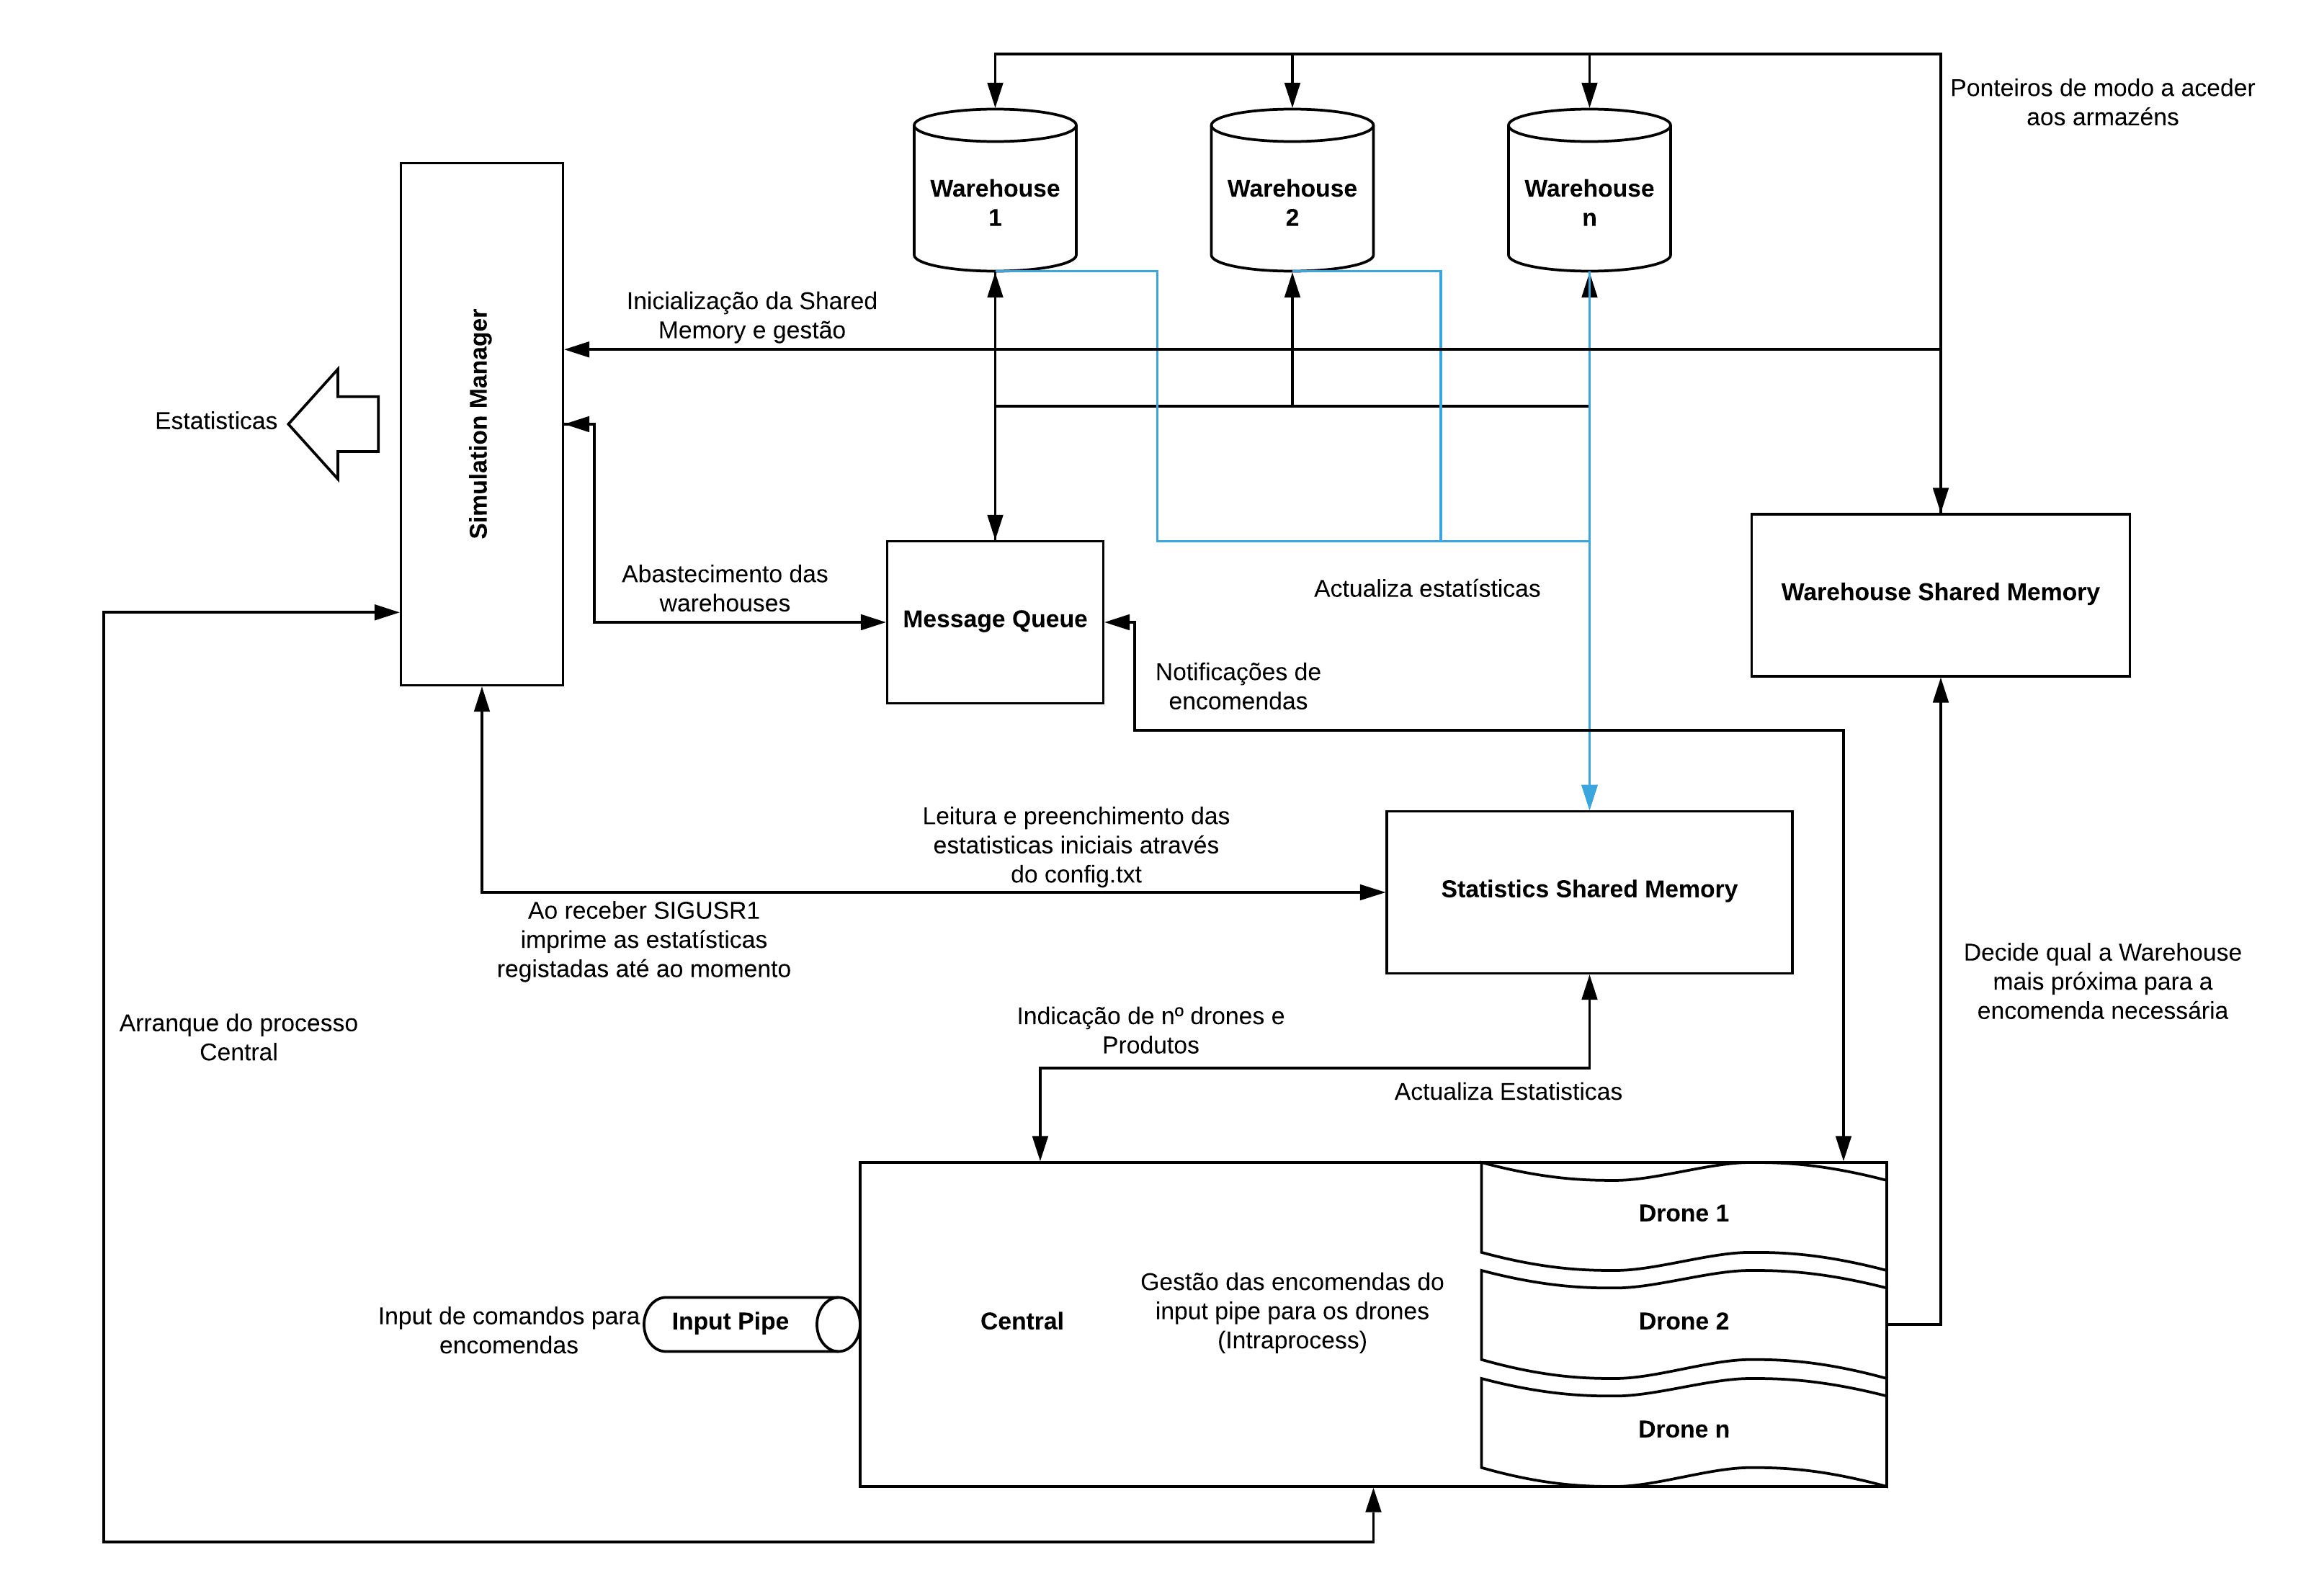 Ponteiros de modo a aceder
aos armazéns
Warehouse
1
Warehouse
2
Warehouse
n
Inicialização da Shared
Memory e gestão
Simulation Manager
Estatisticas
Abastecimento das
warehouses
Message Queue
Actualiza estatísticas
Warehouse Shared Memory
Notificações de
encomendas
Leitura e preenchimento das
estatisticas iniciais através
do config.txt
Statistics Shared Memory
Ao receber SIGUSR1
imprime as estatísticas
registadas até ao momento
Decide qual a Warehouse
mais próxima para a
encomenda necessária
Arranque do processo
Central
Indicação de nº drones e
Produtos
Actualiza Estatisticas
Drone 1
Input de comandos para
encomendas
Input Pipe
Central
Gestão das encomendas do
input pipe para os drones
(Intraprocess)
Drone 2
Drone n